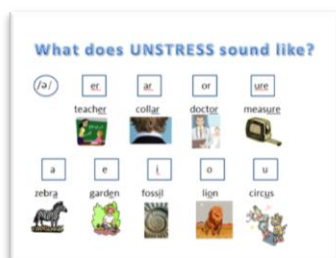 What does UNSTRESS sound like?
/ə/ er ar or ure
teacher collar doctor measure
a e i o u
zebra garden fossil lion circus